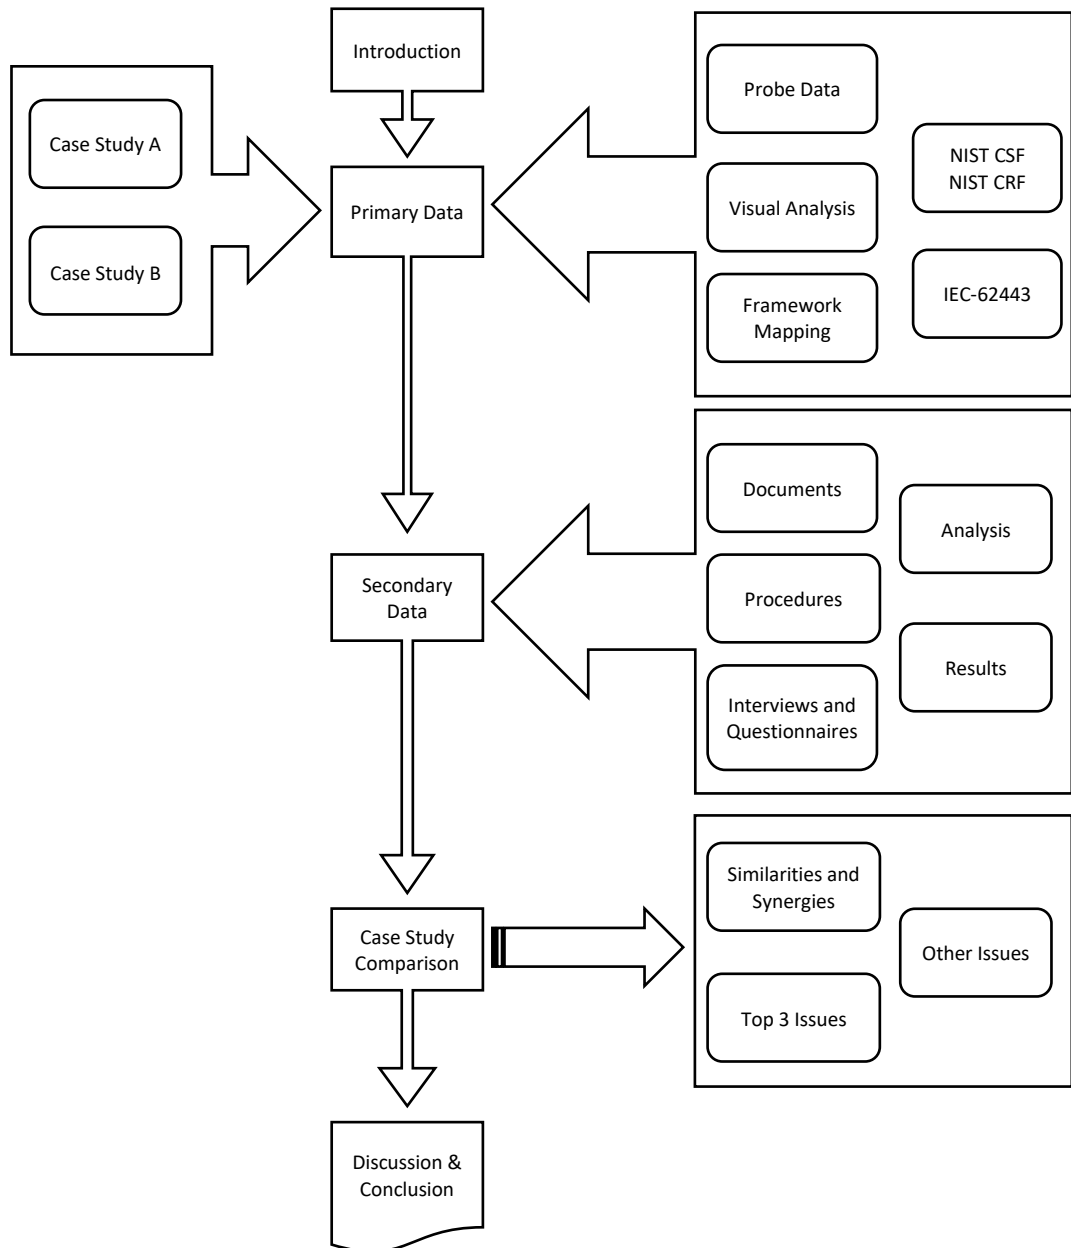 Introduction
Case Study A
Case Study B
Primary Data
Probe Data
Visual Analysis
Framework
Mapping
NIST CSF
NIST CRF
IEC-62443
Secondary
Data
Documents
Procedures
Interviews and
Questionnaires
Analysis
Results
Case Study
Comparison
Similarities and
Synergies
Top 3 Issues
Other Issues
Discussion &
Conclusion